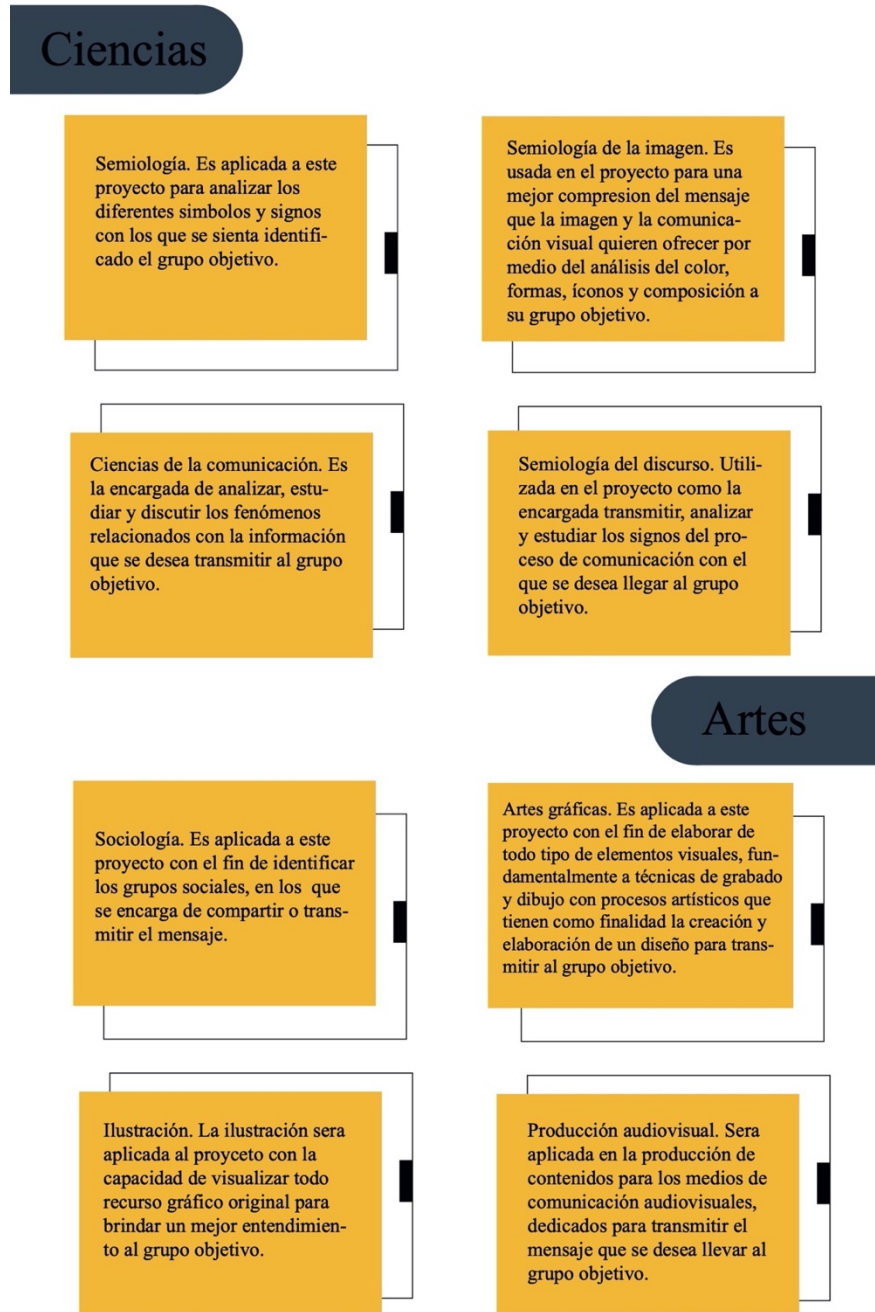 Ciencias
Semiología. Es aplicada a este
proyecto para analizar los
diferentes simbolos y signos
con los que se sienta identifi-
cado el grupo objetivo.
Semiología de la imagen. Es
usada en el proyecto para una
mejor compresion del mensaje
que la imagen y la comunica-
ción visual quieren ofrecer por
medio del análisis del color,
formas, íconos y composición a
su grupo objetivo.
Ciencias de la comunicación. Es
la encargada de analizar, estu-
diar y discutir los fenómenos
relacionados con la información
que se desea transmitir al grupo
objetivo.
Semiología del discurso. Utili-
zada en el proyecto como la
encargada transmitir, analizar
y estudiar los signos del pro-
ceso de comunicación con el
que se desea llegar al grupo
objetivo.
Artes
Sociología. Es aplicada a este
proyecto con el fin de identificar
los grupos sociales, en los  que
se encarga de compartir o trans-
mitir el mensaje.
Artes gráficas. Es aplicada a este
proyecto con el fin de elaborar de
todo tipo de elementos visuales, fun-
damentalmente a técnicas de grabado
y dibujo con procesos artísticos que
tienen como finalidad la creación y
elaboración de un diseño para trans-
mitir al grupo objetivo.
Ilustración. La ilustración sera
aplicada al proyceto con la
capacidad de visualizar todo
recurso gráfico original para
brindar un mejor entendimien-
to al grupo objetivo.
Producción audiovisual. Sera
aplicada en la producción de
contenidos para los medios de
comunicación audiovisuales,
dedicados para transmitir el
mensaje que se desea llevar al
grupo objetivo.